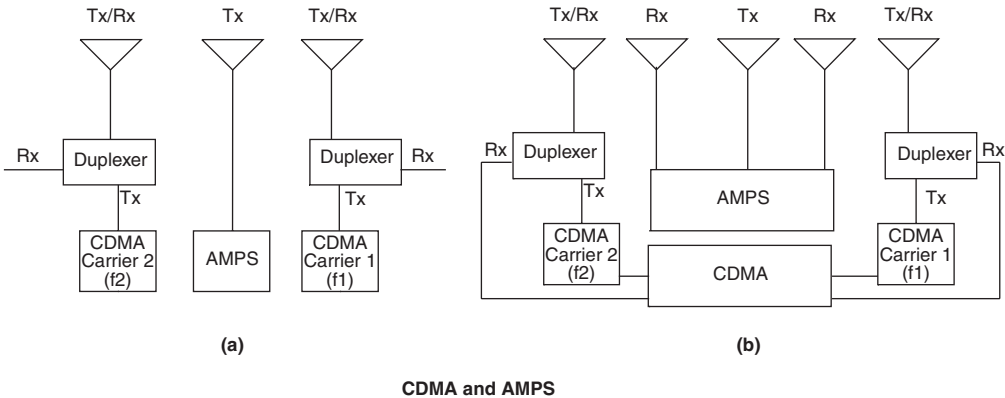 Tx/Rx Tx Tx/Rx
Rx Duplexer Duplexer Rx
Tx Tx
CDMA
Carrier 2
(f2)
AMPS
CDMA
Carrier 1
(f1)
(a)
Tx/Rx Rx Tx Rx Tx/Rx
Rx Duplexer Duplexer Rx
Tx AMPS Tx
CDMA
Carrier 2
(f2)
CDMA
CDMA
Carrier 1
(f1)
(b)
CDMA and AMPS